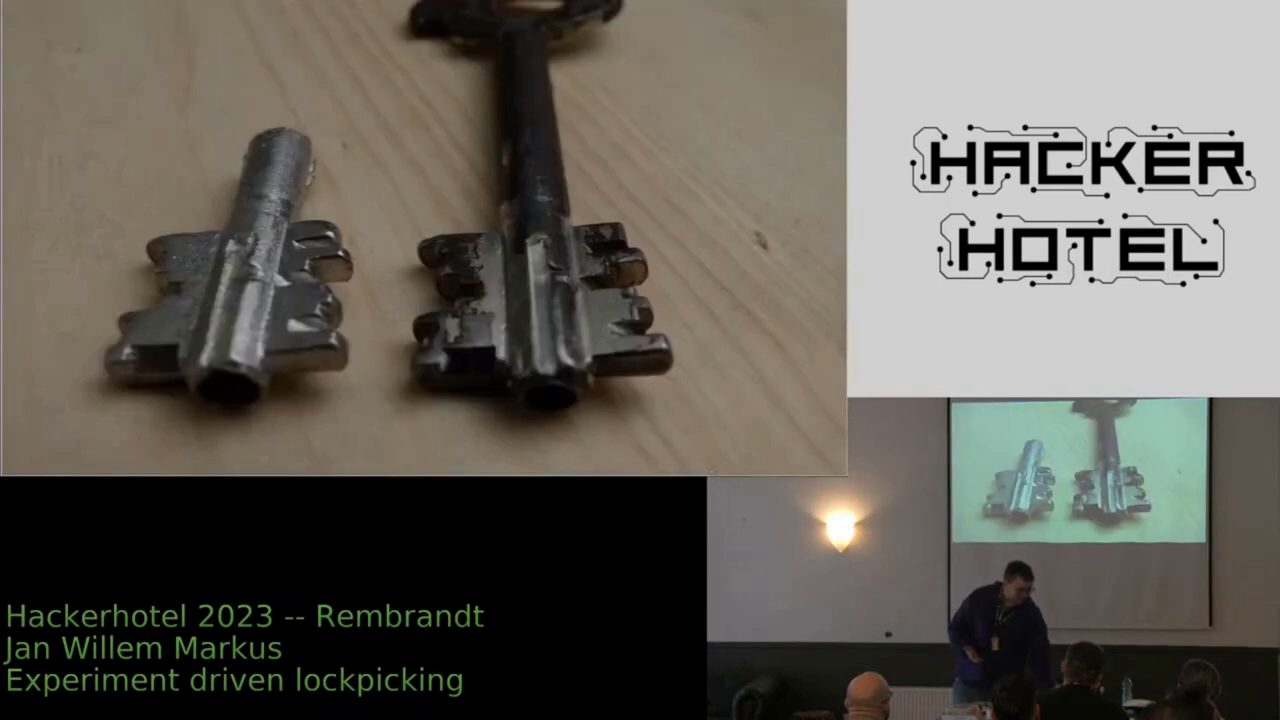 HACKER
HOTEL
Hackerhotel 2023 -- Rembrandt
Jan Willem Markus
Experiment driven lockpicking